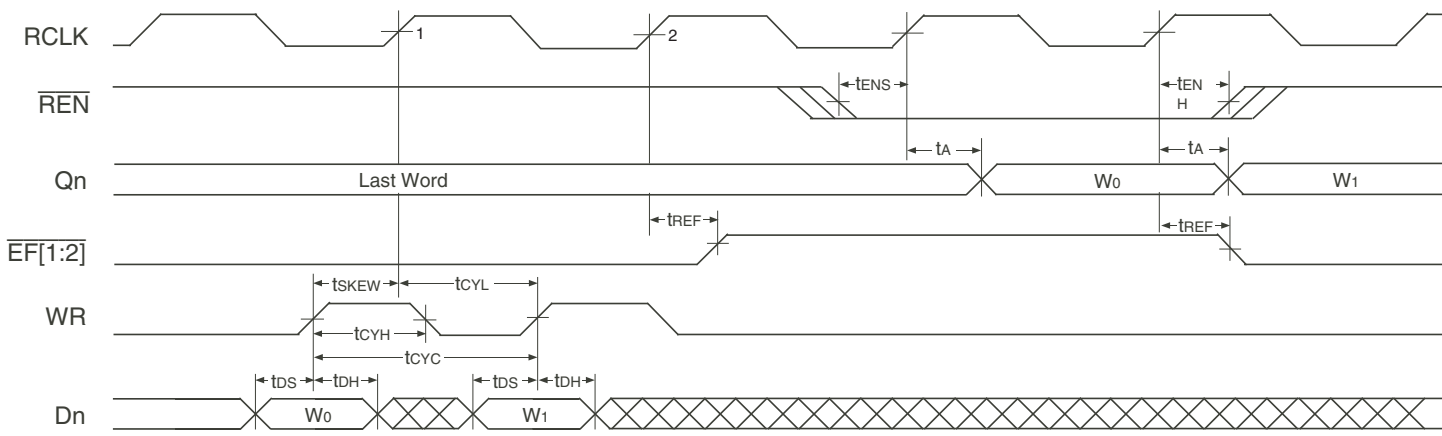 RCLK
1
2
REN
tENS
tEN
H
tA
tA
Qn
Last Word
W0
W1
tREF
tREF
EF[1:2]
tSKEW
tCYL
WR
tCYH
tCYC
tDS
tDH
tDS
tDH
Dn
W0
W1